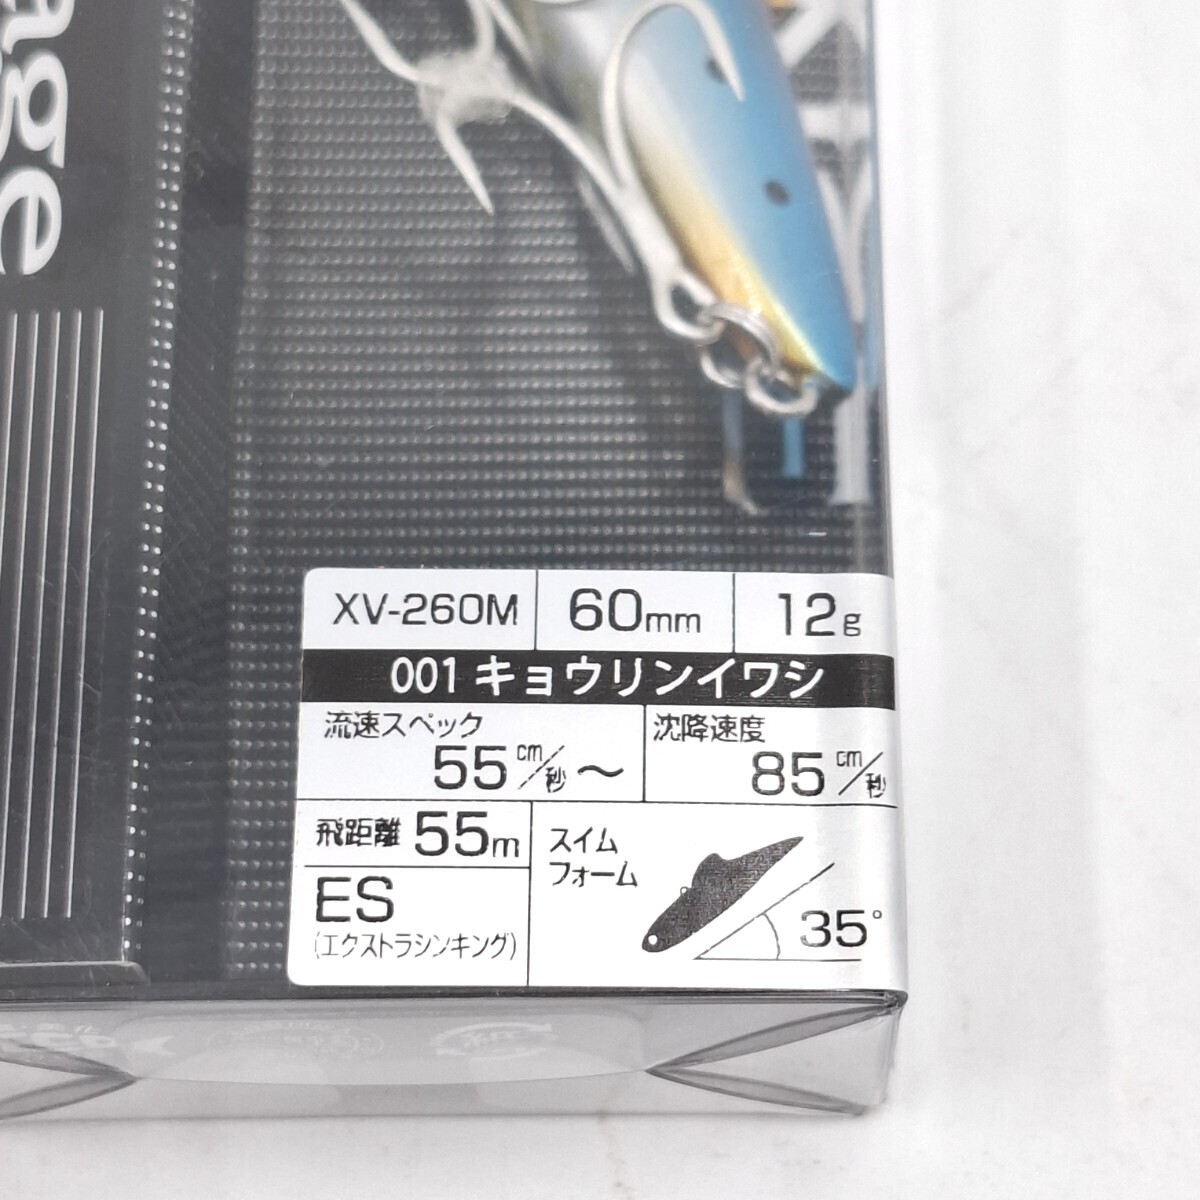 XV-260M 60mm 12g
001 キョウリンイワシ
流速スペック 沈降速度
55cm/秒〜 85cm/秒
飛距離 55m
スイム
フォーム
ES
(エクストラシンキング)
35°